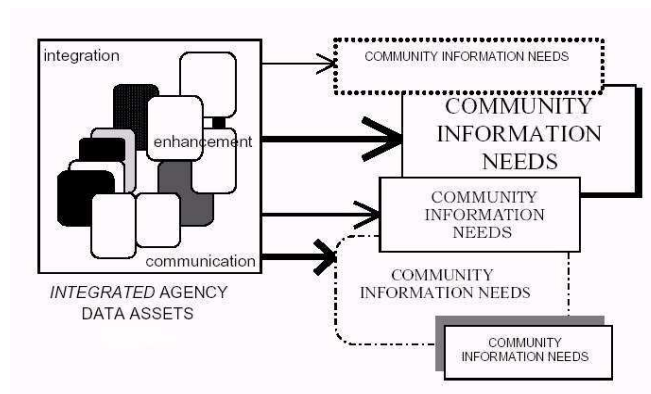 integration
enhancement
communication
INTEGRATED AGENCY
DATA ASSETS
COMMUNITY INFORMATION NEEDS
COMMUNITY
INFORMATION
NEEDS
COMMUNITY
INFORMATION
NEEDS
COMMUNITY
INFORMATION NEEDS
COMMUNITY
INFORMATION NEEDS